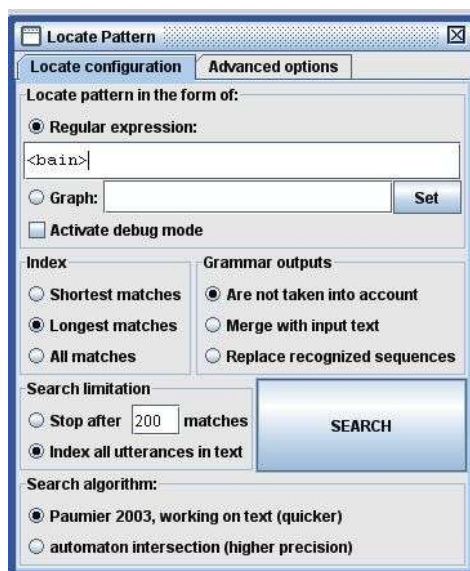 Locate Pattern
Locate configuration Advanced options
Locate pattern in the form of:
Regular expression:
<bain>
Graph: Set
Activate debug mode
Index Grammar outputs
Shortest matches Are not taken into account
Longest matches Merge with input text
All matches Replace recognized sequences
Search limitation
Stop after 200 matches
SEARCH
Index all utterances in text
Search algorithm:
Paumier 2003, working on text (quicker)
automaton intersection (higher precision)